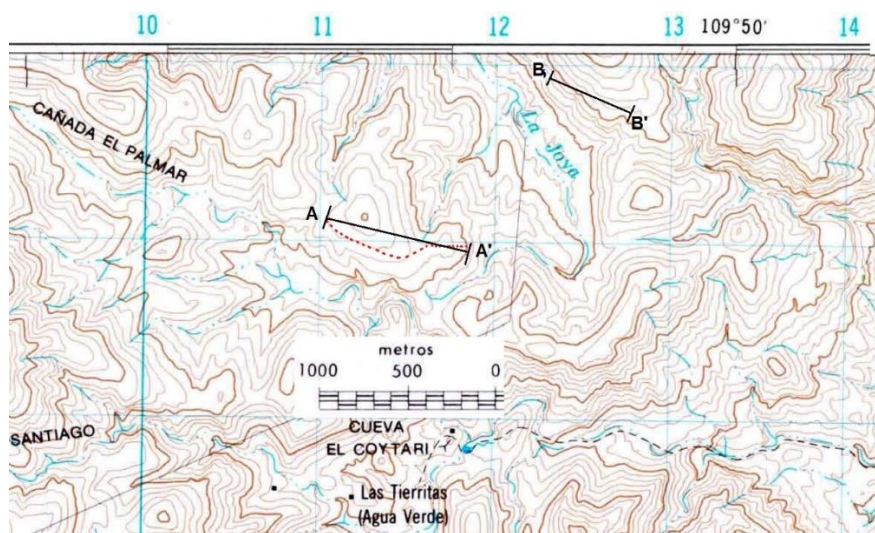 10 11 12 13 109°50' 14
CAÑADA EL PALMAR
B B'
La Joya
A A'
metros
1000 500 0
SANTIAGO
CUEVA
EL COYTARI
Las Tierritas
(Agua Verde)